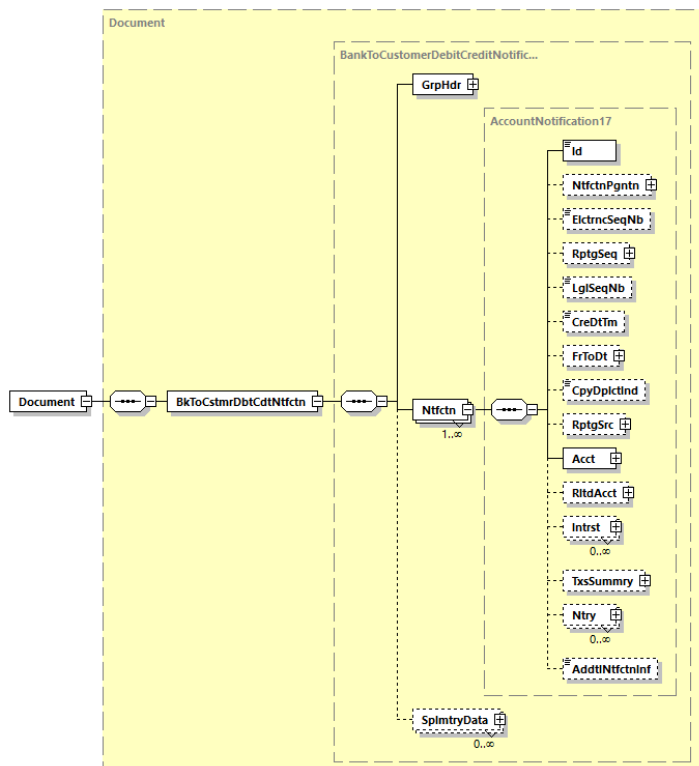 Document
BankToCustomerDebitCreditNotific...
GrpHdr
AccountNotification17
Id
NtfctnPgntn
ElctrncSeqNb
RptgSeq
LglSeqNb
CreDtTm
FrToDt
CpyDplctInd
RptgSrc
Document
BkToCstmrDbtCdtNtfctn
Ntfctn
1..∞
Acct
RltdAcct
Intrst
0..∞
TxsSummry
Ntry
0..∞
AddtlNtfctnInf
SplmtryData
0..∞